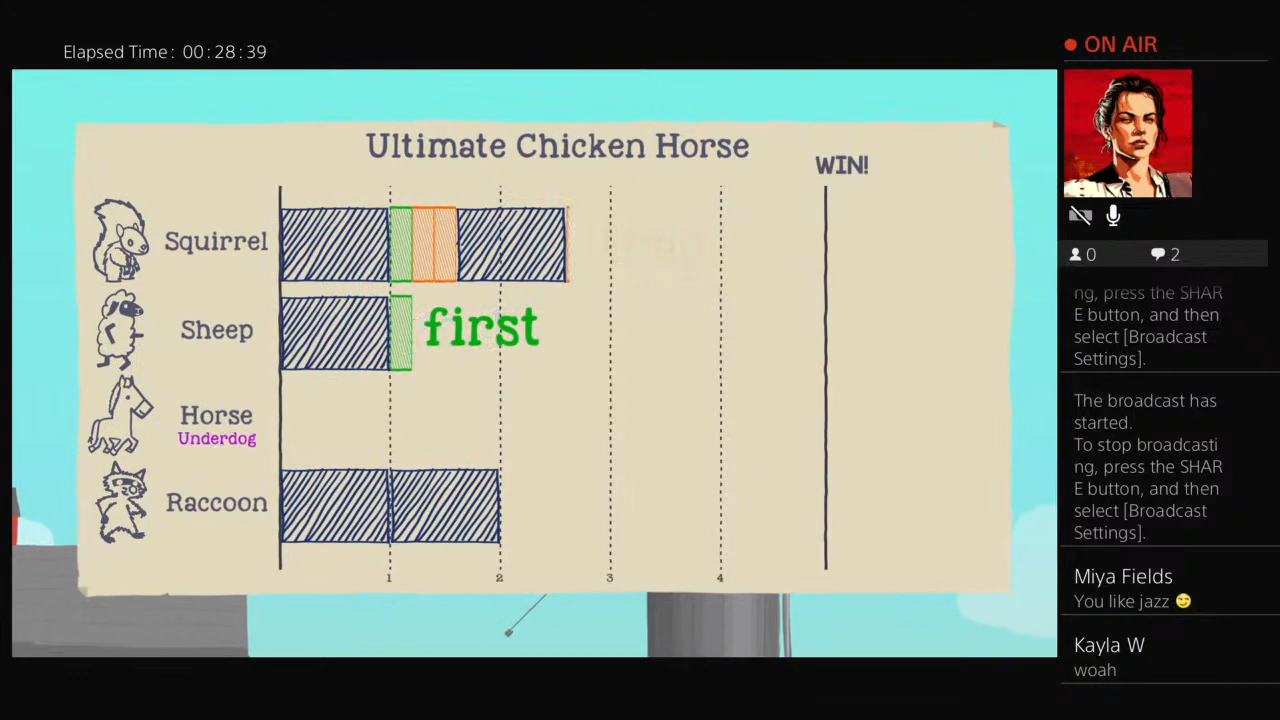 Elapsed Time: 00:28:39
ON AIR
Ultimate Chicken Horse
WIN!
Squirrel
Sheep
first
Horse
Underdog
Raccoon
1 2 3 4
0 2
ng, press the SHAR
E button, and then
select [Broadcast
Settings].
The broadcast has
started.
To stop broadcasti
ng, press the SHAR
E button, and then
select [Broadcast
Settings].
Miya Fields
You like jazz 😏
Kayla W
woah